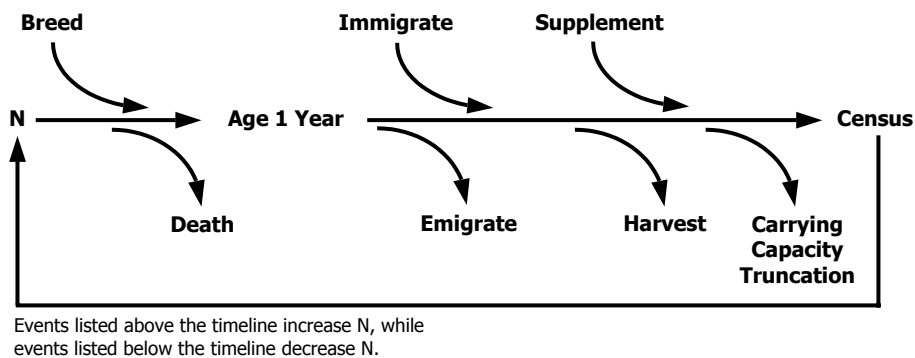 Breed
Immigrate
Supplement
N
Age 1 Year
Census
Death
Emigrate
Harvest
Carrying
Capacity
Truncation
Events listed above the timeline increase N, while
events listed below the timeline decrease N.